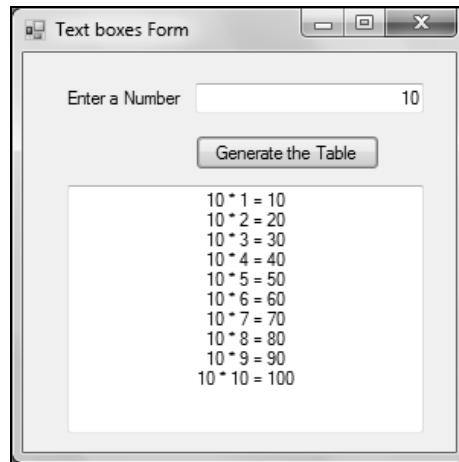 Text boxes Form
Enter a Number 10
Generate the Table
10 * 1 = 10
10 * 2 = 20
10 * 3 = 30
10 * 4 = 40
10 * 5 = 50
10 * 6 = 60
10 * 7 = 70
10 * 8 = 80
10 * 9 = 90
10 * 10 = 100